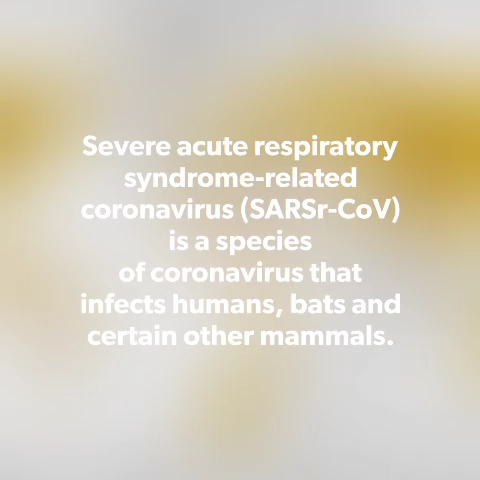 Severe acute respiratory
syndrome-related
coronavirus (SARSr-CoV)
is a species
of coronavirus that
infects humans, bats and
certain other mammals.